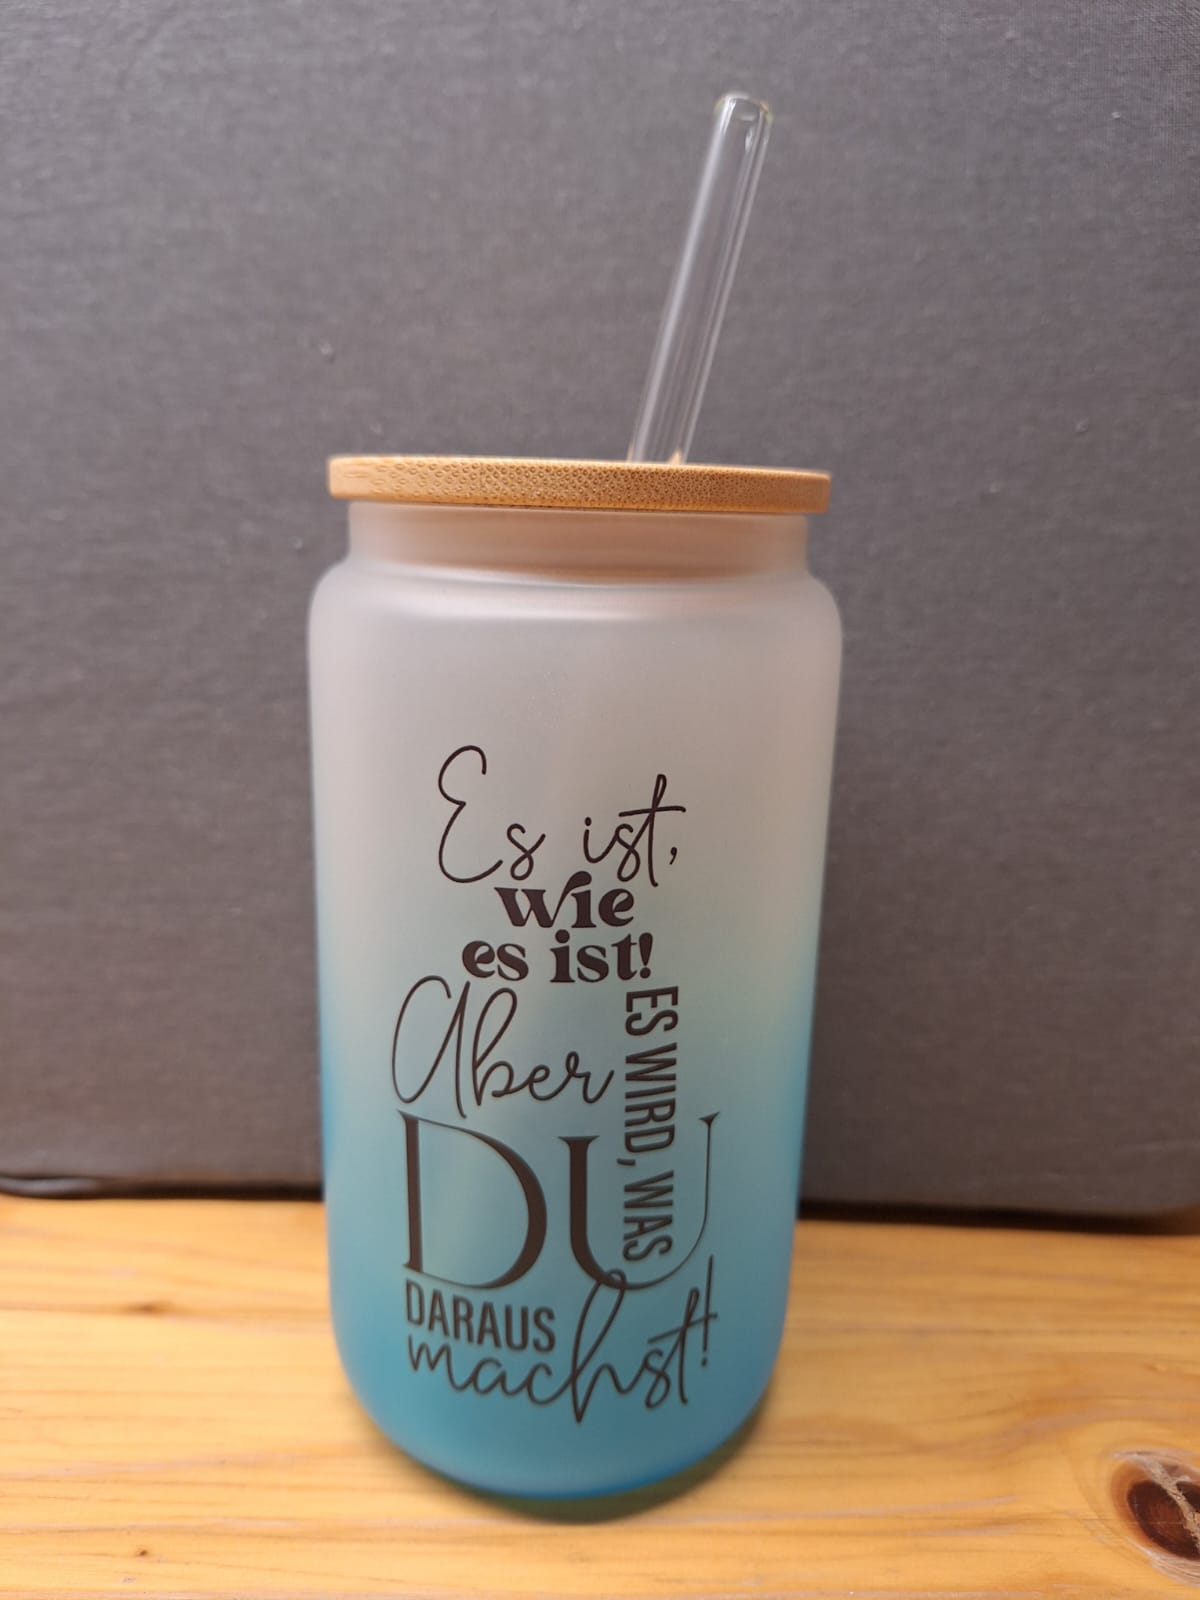 Es ist,
wie
es ist!
Aber
ES WIRD, WAS
DU
DARAUS
machst!